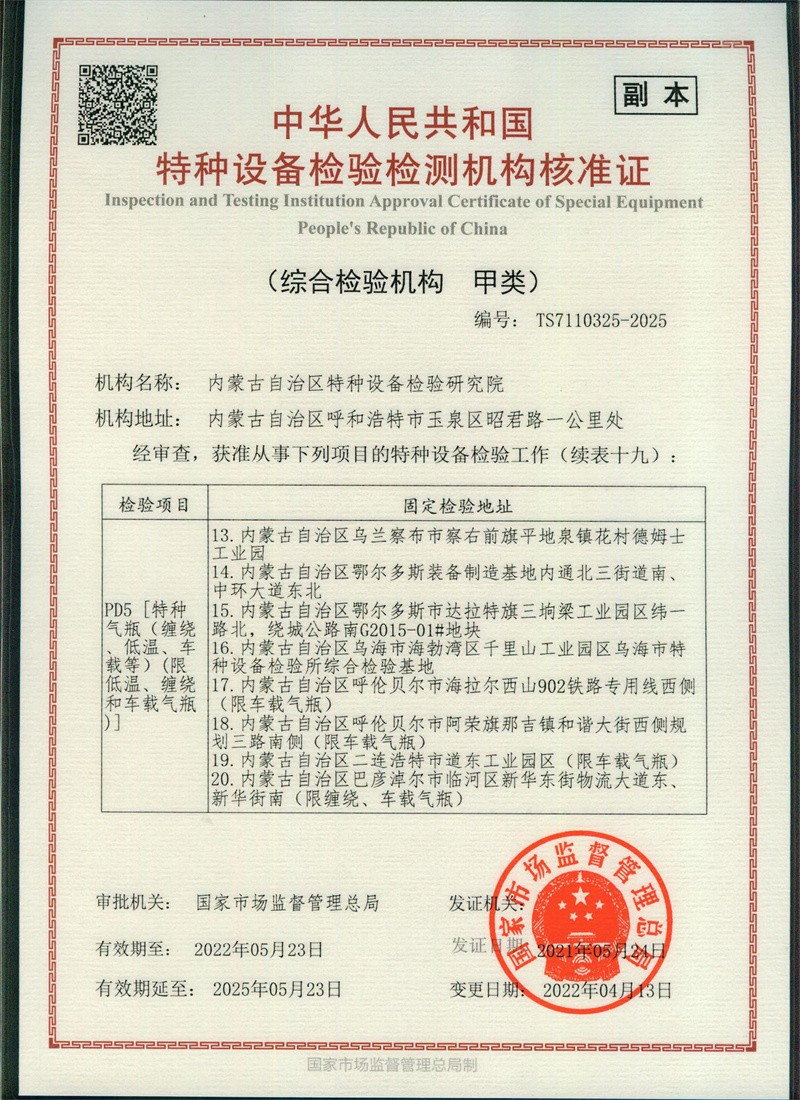 副 本
中华人民共和国
特种设备检验检测机构核准证
Inspection and Testing Institution Approval Certificate of Special Equipment
People's Republic of China
（综合检验机构 甲类）
编号： TS7110325-2025
机构名称： 内蒙古自治区特种设备检验研究院
机构地址： 内蒙古自治区呼和浩特市玉泉区昭君路一公里处
经审查，获准从事下列项目的特种设备检验工作（续表十九）：
检验项目 固定检验地址
PD5 [特种
气瓶（缠绕
、低温、车
载等）(限
低温、缠绕
和车载气瓶
)]
13. 内蒙古自治区乌兰察布市察右前旗平地泉镇花村德姆士
工业园
14. 内蒙古自治区鄂尔多斯装备制造基地内通北三街道南、
中环大道东北
15. 内蒙古自治区鄂尔多斯市达拉特旗三垧梁工业园区纬一
路北，绕城公路南G2015-01#地块
16. 内蒙古自治区乌海市海勃湾区千里山工业园区乌海市特
种设备检验所综合检验基地
17. 内蒙古自治区呼伦贝尔市海拉尔西山902铁路专用线西侧
（限车载气瓶）
18. 内蒙古自治区呼伦贝尔市阿荣旗那吉镇和谐大街西侧规
划三路南侧（限车载气瓶）
19. 内蒙古自治区二连浩特市道东工业园区（限车载气瓶）
20. 内蒙古自治区巴彦淖尔市临河区新华东街物流大道东、
新华街南（限缠绕、车载气瓶）
审批机关： 国家市场监督管理总局
发证机关：
国家市场监督管理总局
有效期至： 2022年05月23日
发证日期 2021年05月24日
有效期延至： 2025年05月23日
变更日期： 2022年04月13日
国家市场监督管理总局制